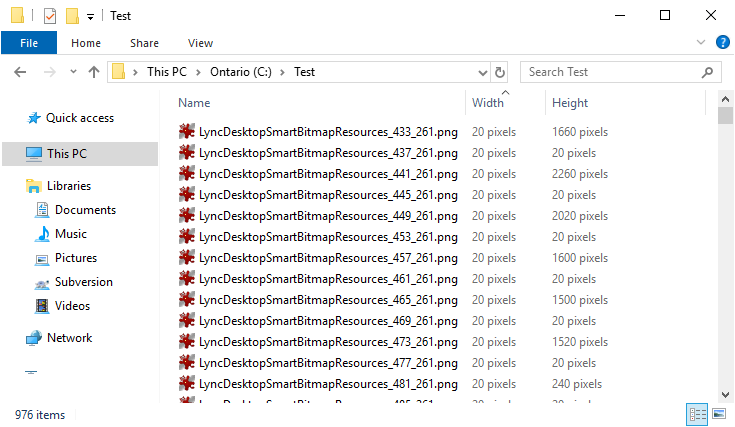 Test
File Home Share View
This PC Ontario (C:) Test Search Test
Name Width Height
Quick access
This PC
Libraries
Documents
Music
Pictures
Subversion
Videos
Network
LyncDesktopSmartBitmapResources_433_261.png 20 pixels 1660 pixels
LyncDesktopSmartBitmapResources_437_261.png 20 pixels 20 pixels
LyncDesktopSmartBitmapResources_441_261.png 20 pixels 2260 pixels
LyncDesktopSmartBitmapResources_445_261.png 20 pixels 20 pixels
LyncDesktopSmartBitmapResources_449_261.png 20 pixels 2020 pixels
LyncDesktopSmartBitmapResources_453_261.png 20 pixels 20 pixels
LyncDesktopSmartBitmapResources_457_261.png 20 pixels 1600 pixels
LyncDesktopSmartBitmapResources_461_261.png 20 pixels 20 pixels
LyncDesktopSmartBitmapResources_465_261.png 20 pixels 1500 pixels
LyncDesktopSmartBitmapResources_469_261.png 20 pixels 20 pixels
LyncDesktopSmartBitmapResources_473_261.png 20 pixels 1520 pixels
LyncDesktopSmartBitmapResources_477_261.png 20 pixels 20 pixels
LyncDesktopSmartBitmapResources_481_261.png 20 pixels 240 pixels
976 items